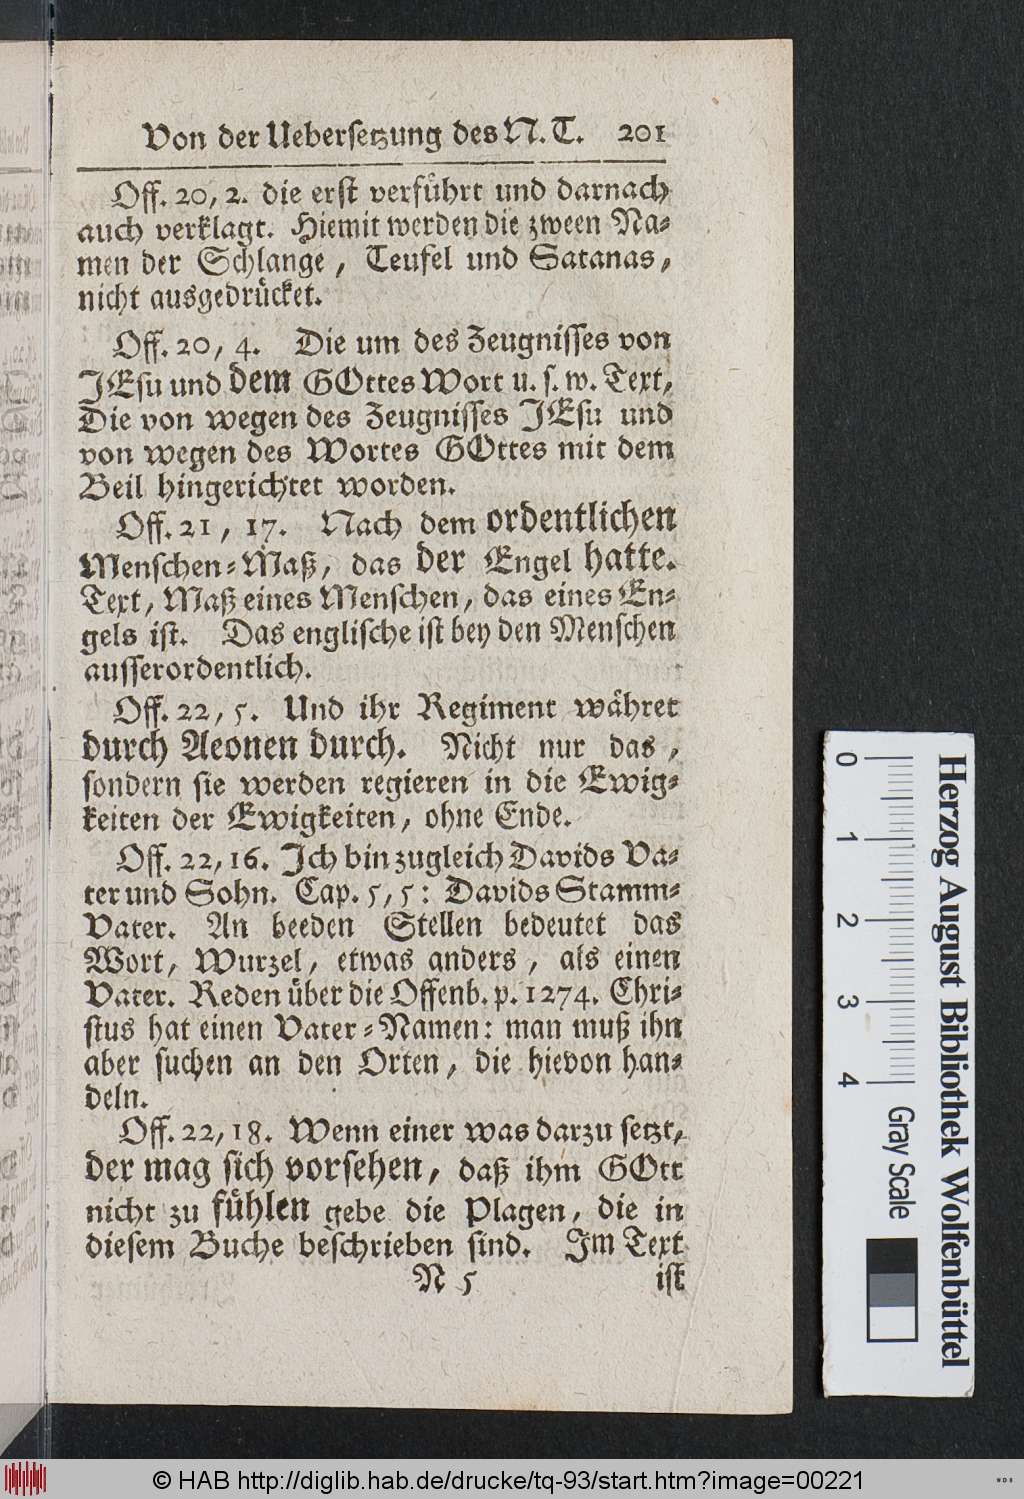 Von der Uebersetzung des N. T. 201
Off. 20, 2. die erst verführt und darnach
auch verklagt. Hiemit werden die zween Na-
men der Schlange, Teufel und Satanas,
nicht ausgedrücket.
Off. 20, 4. Die um des Zeugnisses von
JEsu und dem GOttes Wort u. s. w. Text,
Die von wegen des Zeugnisses JEsu und
von wegen des Wortes GOttes mit dem
Beil hingerichtet worden.
Off. 21, 17. Nach dem ordentlichen
Menschen-Maß, das der Engel hatte.
Text, Maß eines Menschen, das eines En-
gels ist. Das englische ist bey den Menschen
ausserordentlich.
Off. 22, 5. Und ihr Regiment währet
durch Aeonen durch. Nicht nur das,
sondern sie werden regieren in die Ewig-
keiten der Ewigkeiten, ohne Ende.
Off. 22, 16. Ich bin zugleich Davids Va-
ter und Sohn. Cap. 5, 5: Davids Stamm-
Vater. An beeden Stellen bedeutet das
Wort, Wurzel, etwas anders, als einen
Vater. Reden über die Offenb. p. 1274. Chri-
stus hat einen Vater-Namen: man muß ihn
aber suchen an den Orten, die hievon han-
deln.
Off. 22, 18. Wenn einer was darzu setzt,
der mag sich vorsehen, daß ihm GOtt
nicht zu fühlen gebe die Plagen, die in
diesem Buche beschrieben sind. Im Text
N 5 ist
0 1 2 3 4 Gray Scale
Herzog August Bibliothek Wolfenbüttel
© HAB http://diglib.hab.de/drucke/tq-93/start.htm?image=00221